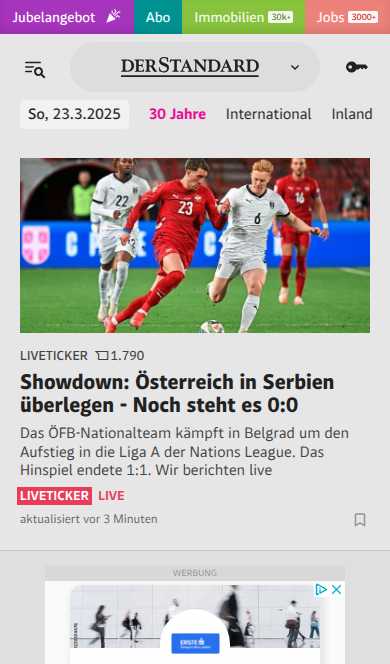 Jubelangebot
Abo
Immobilien 30k+
Jobs 3000+
DERSTANDARD
So, 23.3.2025
30 Jahre
International
Inland
22
23
6
16
LIVETICKER 1.790
Showdown: Österreich in Serbien
überlegen - Noch steht es 0:0
Das ÖFB-Nationalteam kämpft in Belgrad um den
Aufstieg in die Liga A der Nations League. Das
Hinspiel endete 1:1. Wir berichten live
LIVETICKER LIVE
aktualisiert vor 3 Minuten
WERBUNG
ERSTE